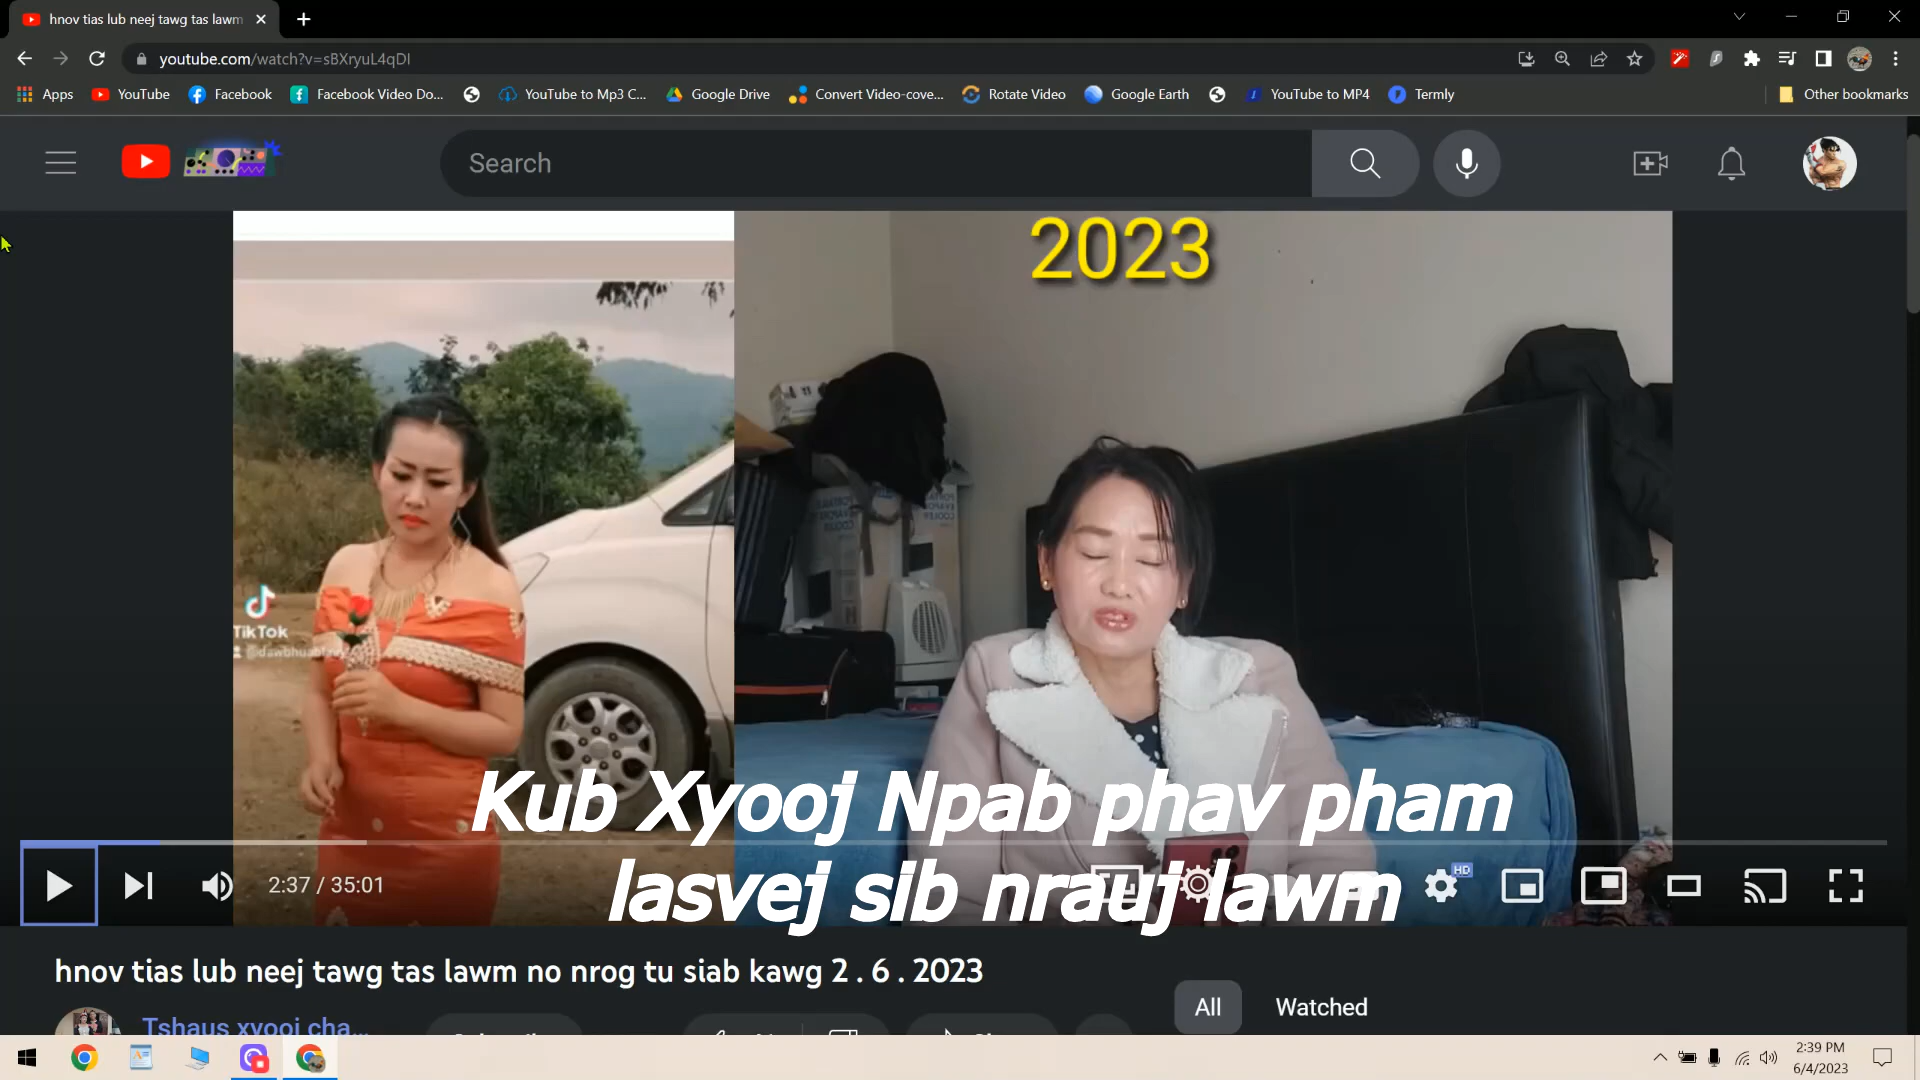 hnov tias lub neej tawg tas lawm
youtube.com/watch?v=sBXryuL4qDI
Apps
YouTube
Facebook
Facebook Video Do...
YouTube to Mp3 C...
Google Drive
Convert Video-cove...
Rotate Video
Google Earth
YouTube to MP4
Termly
Other bookmarks
Search
2023
TikTok
Kub Xyooj Npab phav pham
lasvej sib nrauj lawm
2:37 / 35:01
HD
hnov tias lub neej tawg tas lawm no nrog tu siab kawg 2 . 6 . 2023
All
Watched
Tshaus xyooj cha...
2:39 PM
6/4/2023